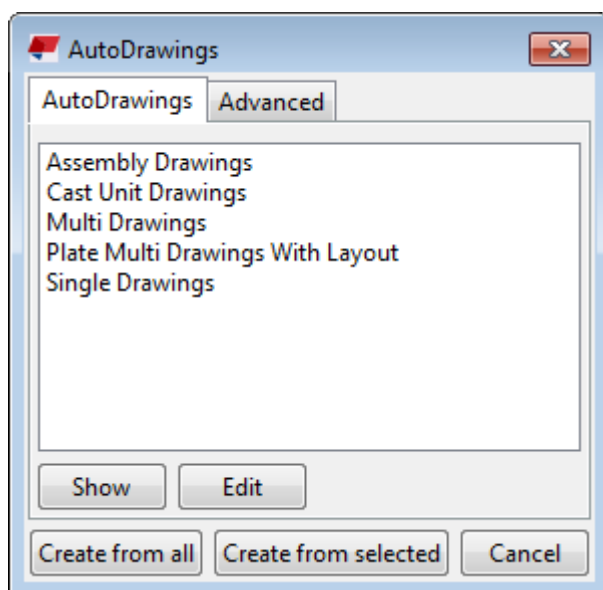 AutoDrawings
AutoDrawings Advanced
Assembly Drawings
Cast Unit Drawings
Multi Drawings
Plate Multi Drawings With Layout
Single Drawings
Show Edit
Create from all Create from selected Cancel